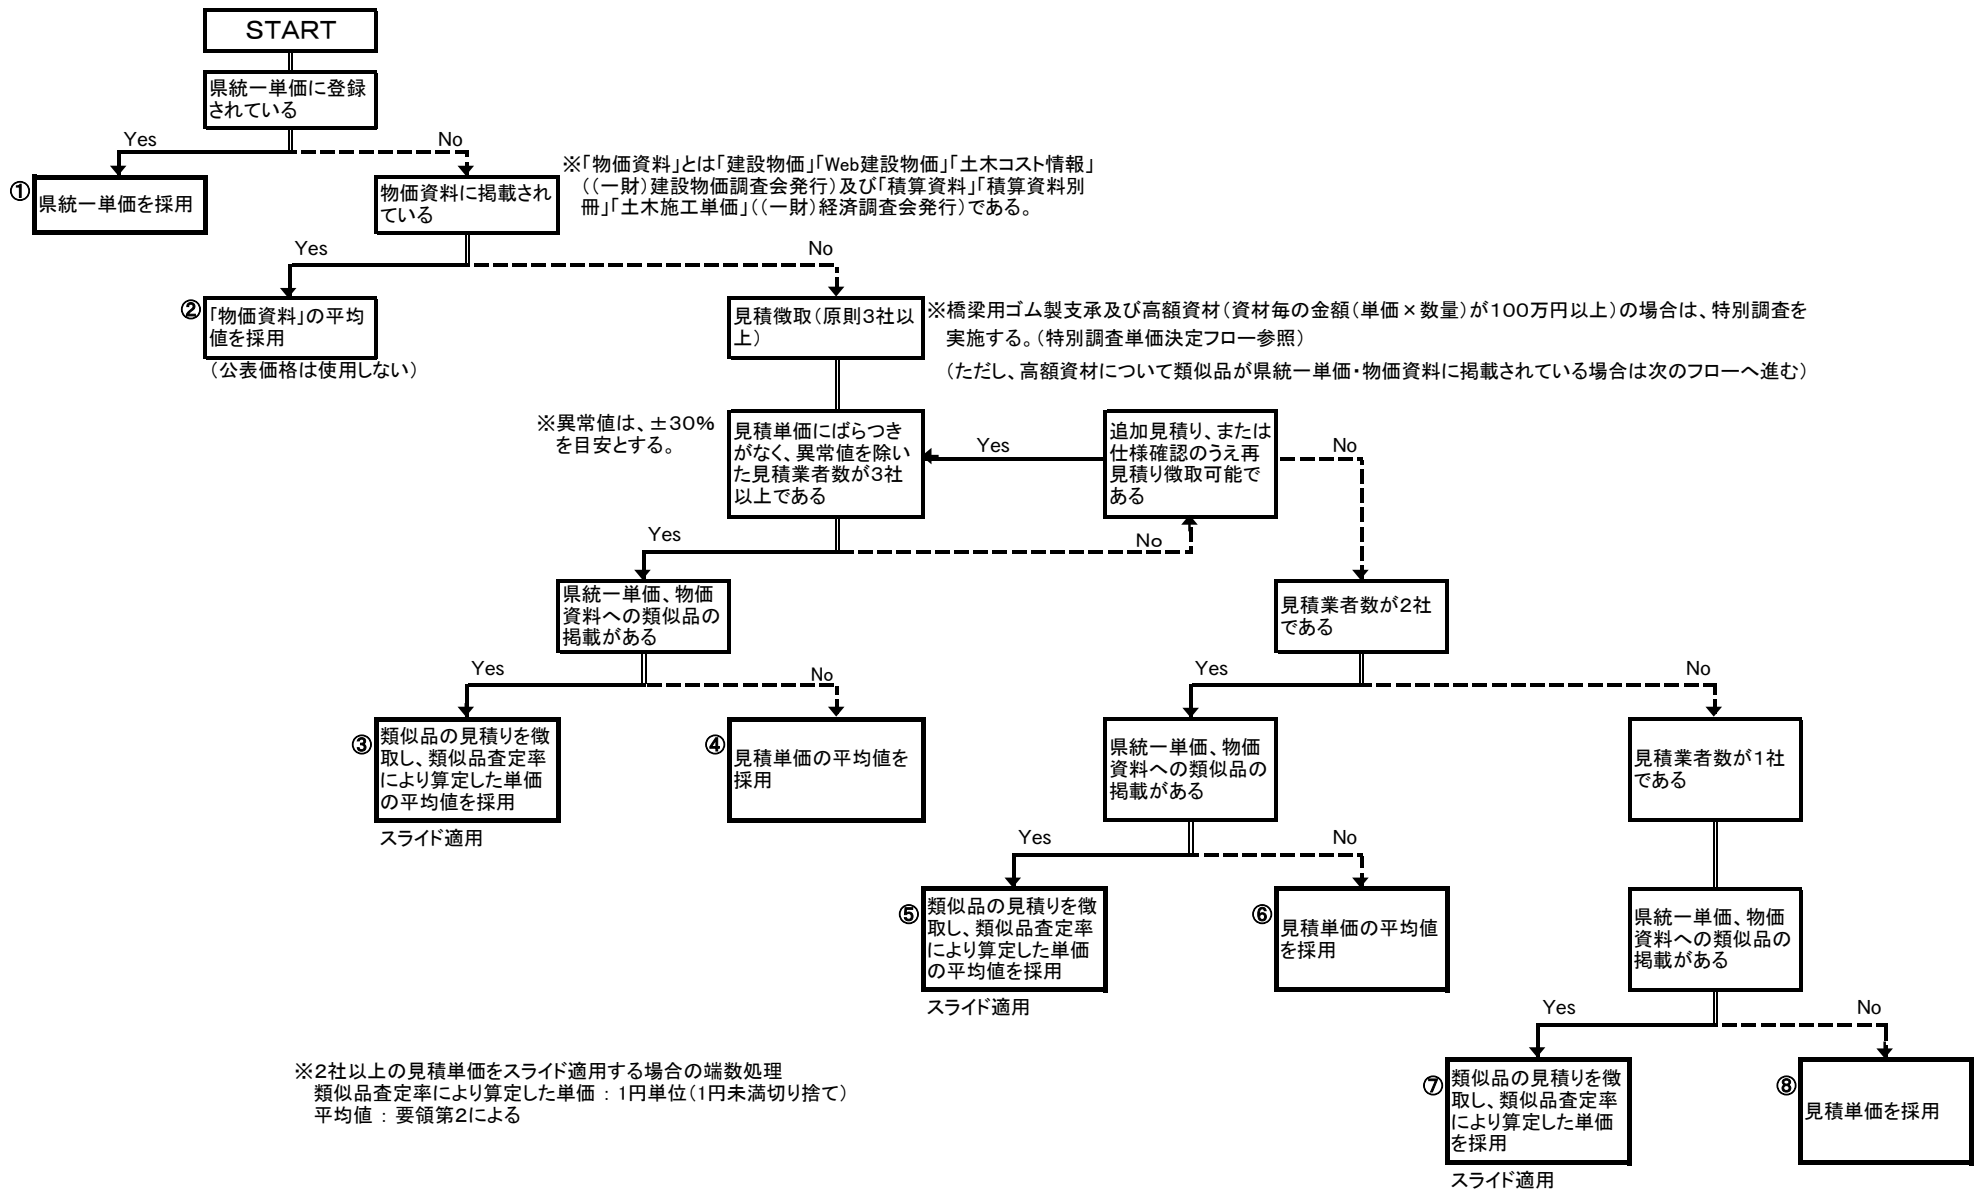 START
県統一単価に登録
されている
Yes
No
①
県統一単価を採用
物価資料に掲載され
ている
※「物価資料」とは「建設物価」「Web建設物価」「土木コスト情報」
((一財)建設物価調査会発行)及び「積算資料」「積算資料別
冊」「土木施工単価」((一財)経済調査会発行)である。
Yes
No
②
「物価資料」の平均
値を採用
(公表価格は使用しない)
見積徴取(原則3社以
上)
※橋梁用ゴム製支承及び高額資材(資材毎の金額(単価×数量)が100万円以上)の場合は、特別調査を
実施する。(特別調査単価決定フロー参照)
(ただし、高額資材について類似品が県統一単価・物価資料に掲載されている場合は次のフローへ進む)
※異常値は、±30%
を目安とする。
見積単価にばらつき
がなく、異常値を除い
た見積業者数が3社
以上である
Yes
追加見積り、または
仕様確認のうえ再
見積り徴取可能で
ある
No
Yes
No
県統一単価、物価
資料への類似品の
掲載がある
見積業者数が2社
である
Yes
No
Yes
No
③
類似品の見積りを徴
取し、類似品査定率
により算定した単価
の平均値を採用
スライド適用
④
見積単価の平均値を
採用
県統一単価、物価
資料への類似品の
掲載がある
見積業者数が1社
である
Yes
No
⑤
類似品の見積りを徴
取し、類似品査定率
により算定した単価
の平均値を採用
スライド適用
⑥
見積単価の平均値
を採用
県統一単価、物価
資料への類似品の
掲載がある
Yes
No
※2社以上の見積単価をスライド適用する場合の端数処理
類似品査定率により算定した単価 : 1円単位(1円未満切り捨て)
平均値 : 要領第2による
⑦
類似品の見積りを徴
取し、類似品査定率
により算定した単価
を採用
スライド適用
⑧
見積単価を採用